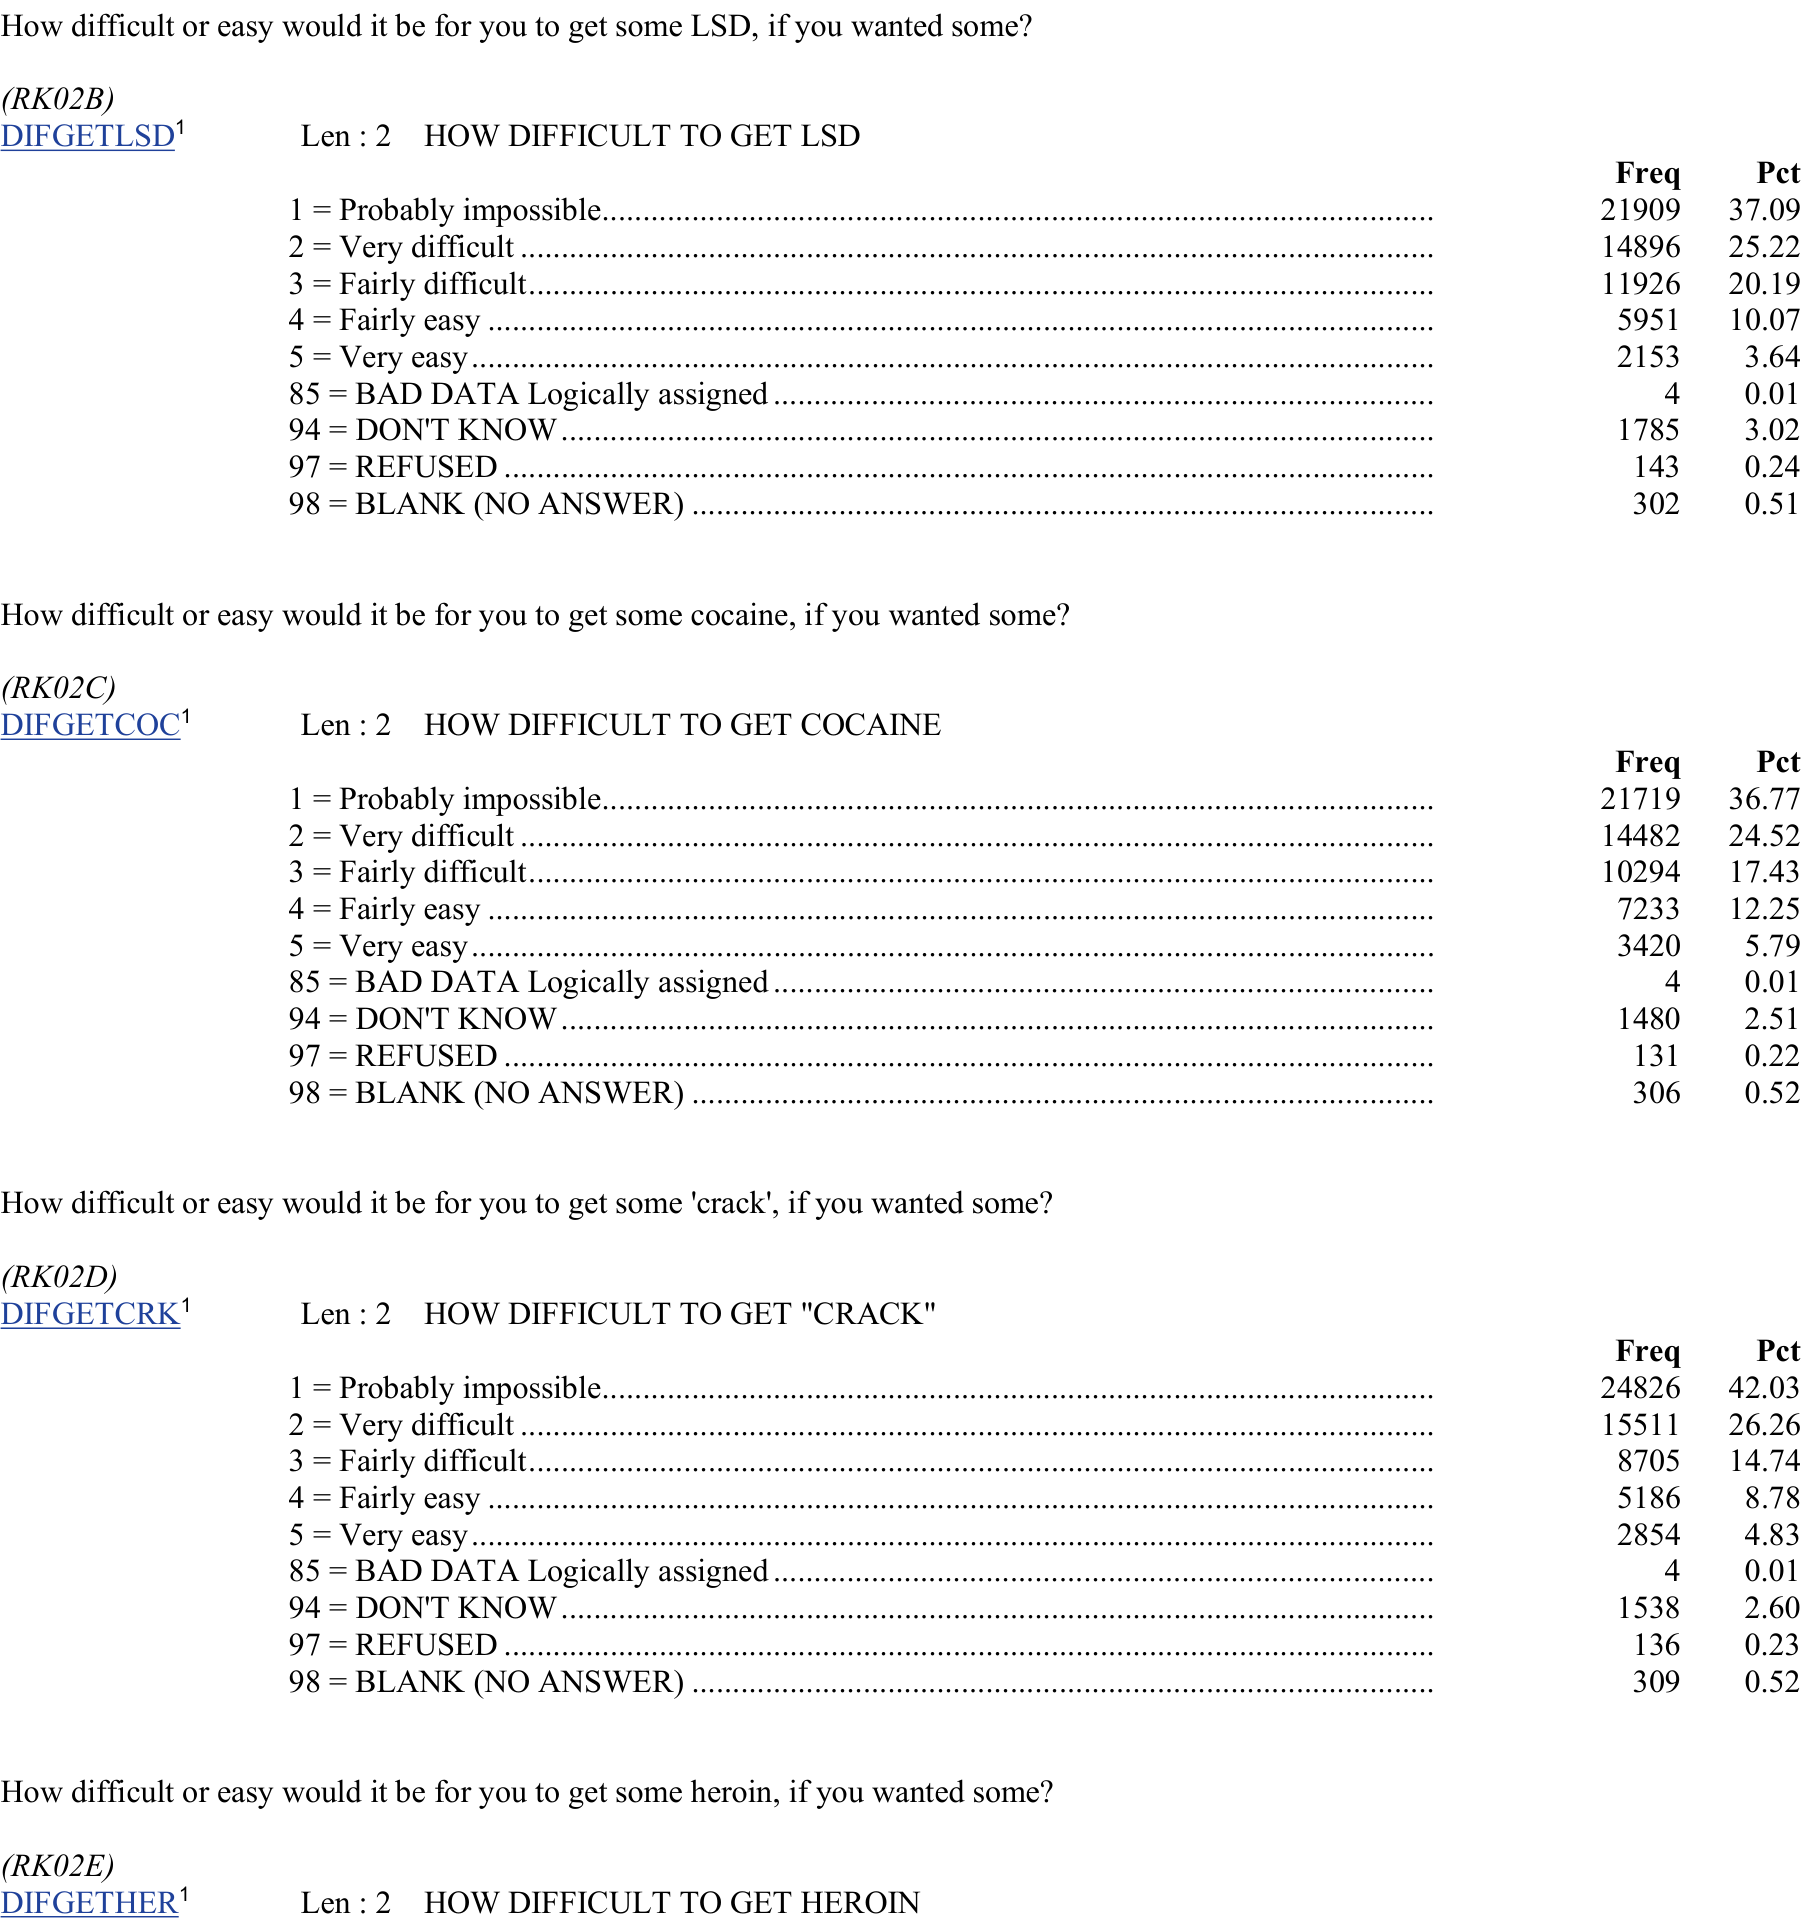 How difficult or easy would it be for you to get some LSD, if you wanted some?
(RK02B)
DIFGETLSD1 Len : 2 HOW DIFFICULT TO GET LSD
Freq Pct
1 = Probably impossible.......................................................................................................... 21909 37.09
2 = Very difficult .................................................................................................................... 14896 25.22
3 = Fairly difficult................................................................................................................... 11926 20.19
4 = Fairly easy ........................................................................................................................ 5951 10.07
5 = Very easy.......................................................................................................................... 2153 3.64
85 = BAD DATA Logically assigned ..................................................................................... 4 0.01
94 = DON'T KNOW............................................................................................................... 1785 3.02
97 = REFUSED ...................................................................................................................... 143 0.24
98 = BLANK (NO ANSWER) ............................................................................................... 302 0.51
How difficult or easy would it be for you to get some cocaine, if you wanted some?
(RK02C)
DIFGETCOC1 Len : 2 HOW DIFFICULT TO GET COCAINE
Freq Pct
1 = Probably impossible.......................................................................................................... 21719 36.77
2 = Very difficult .................................................................................................................... 14482 24.52
3 = Fairly difficult................................................................................................................... 10294 17.43
4 = Fairly easy ........................................................................................................................ 7233 12.25
5 = Very easy.......................................................................................................................... 3420 5.79
85 = BAD DATA Logically assigned ..................................................................................... 4 0.01
94 = DON'T KNOW............................................................................................................... 1480 2.51
97 = REFUSED ...................................................................................................................... 131 0.22
98 = BLANK (NO ANSWER) ............................................................................................... 306 0.52
How difficult or easy would it be for you to get some 'crack', if you wanted some?
(RK02D)
DIFGETCRK1 Len : 2 HOW DIFFICULT TO GET "CRACK"
Freq Pct
1 = Probably impossible.......................................................................................................... 24826 42.03
2 = Very difficult .................................................................................................................... 15511 26.26
3 = Fairly difficult................................................................................................................... 8705 14.74
4 = Fairly easy ........................................................................................................................ 5186 8.78
5 = Very easy.......................................................................................................................... 2854 4.83
85 = BAD DATA Logically assigned ..................................................................................... 4 0.01
94 = DON'T KNOW............................................................................................................... 1538 2.60
97 = REFUSED ...................................................................................................................... 136 0.23
98 = BLANK (NO ANSWER) ............................................................................................... 309 0.52
How difficult or easy would it be for you to get some heroin, if you wanted some?
(RK02E)
DIFGETHER1 Len : 2 HOW DIFFICULT TO GET HEROIN